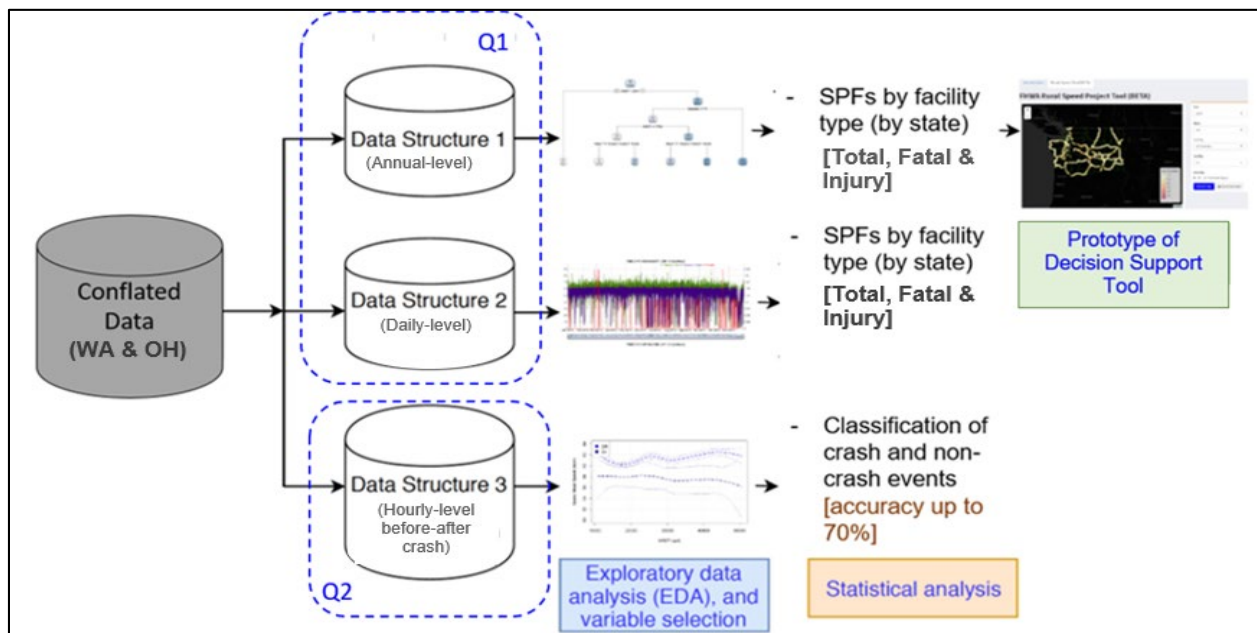 Q1
Data Structure 1
(Annual-level)
- SPFs by facility
type (by state)
[Total, Fatal &
Injury]
Conflated
Data
(WA & OH)
Data Structure 2
(Daily-level)
- SPFs by facility
type (by state)
[Total, Fatal &
Injury]
Prototype of
Decision Support
Tool
Data Structure 3
(Hourly-level
before-after
crash)
Q2
- Classification of
crash and non-
crash events
[accuracy up to
70%]
Exploratory data
analysis (EDA), and
variable selection
Statistical analysis